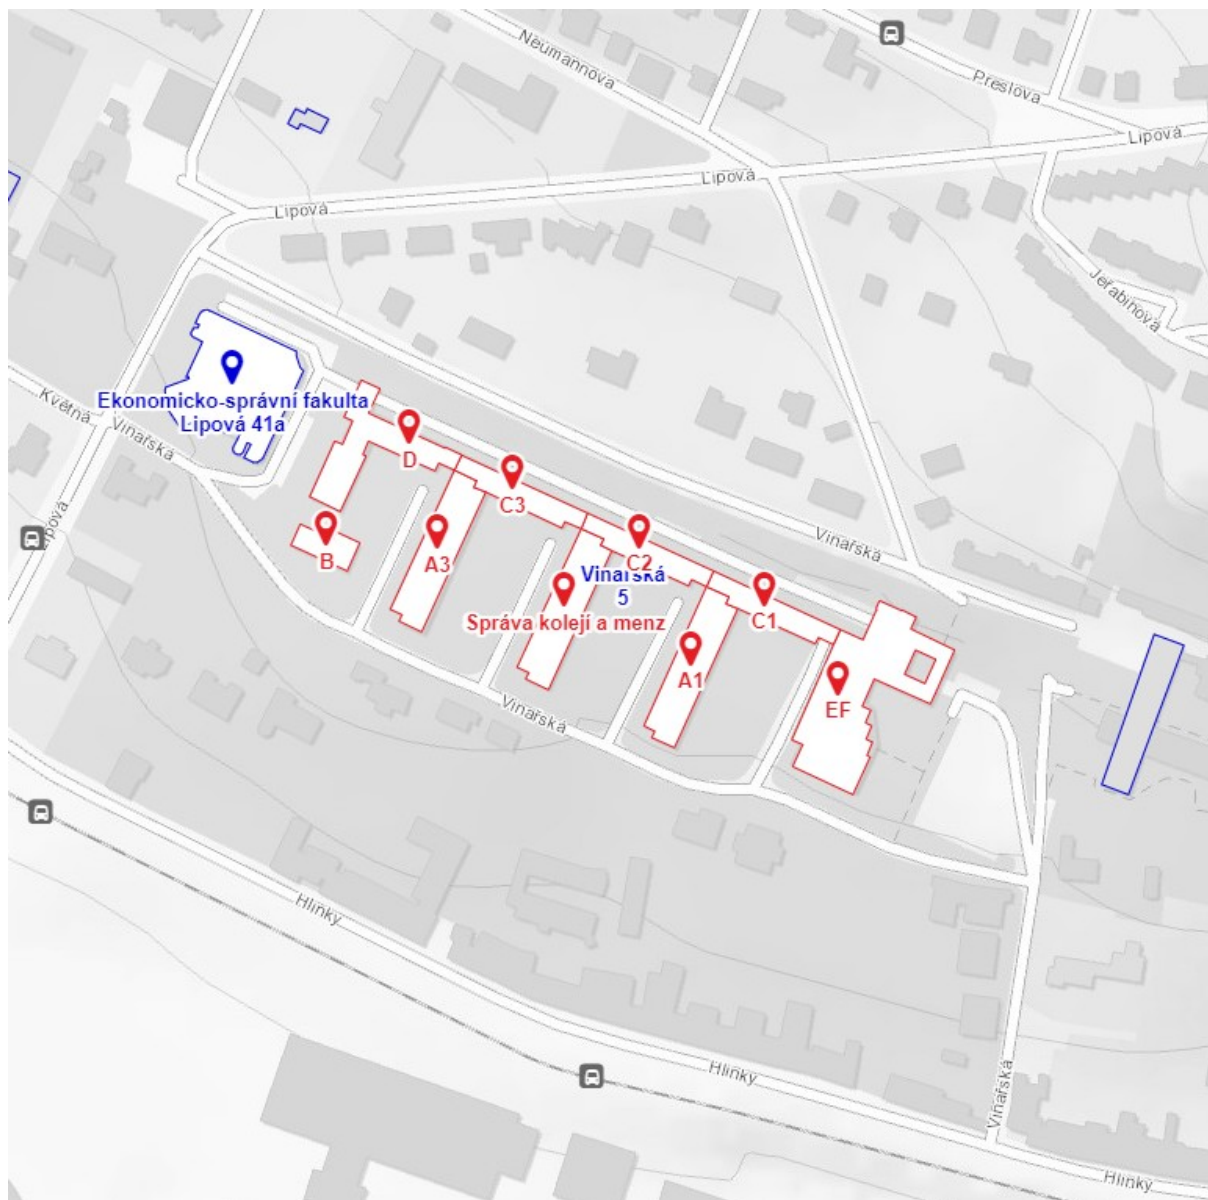 Neumannova
Preslova
Lipová
Lipová
Lipová
Jeřabinová
Ekonomicko-správní fakulta
Lipová 41a
Květná
Vinařská
D
C3
Lipová
B
A3
C2
Vinařská
5
Vinařská
C1
Správa kolejí a menz
A1
EF
Vinařská
Hlinky
Hlinky
Vinařská
Hlinky